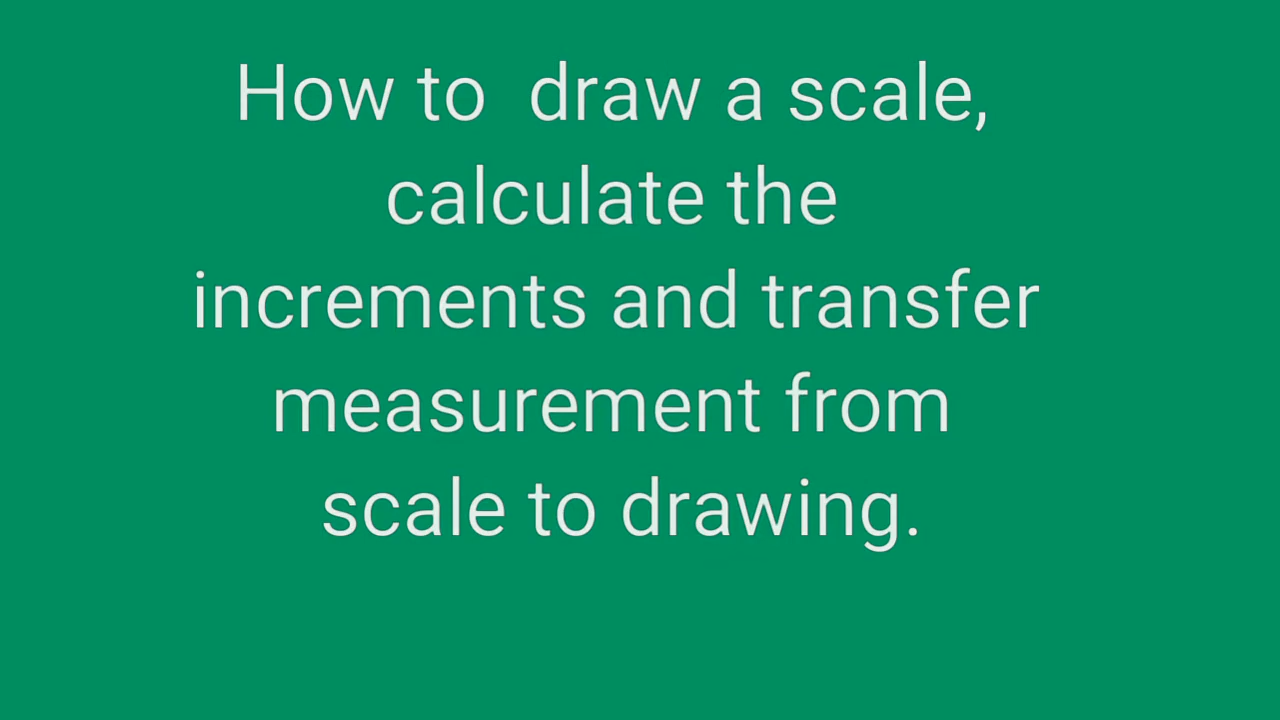 How to  draw a scale,
calculate the
increments and transfer
measurement from
scale to drawing.